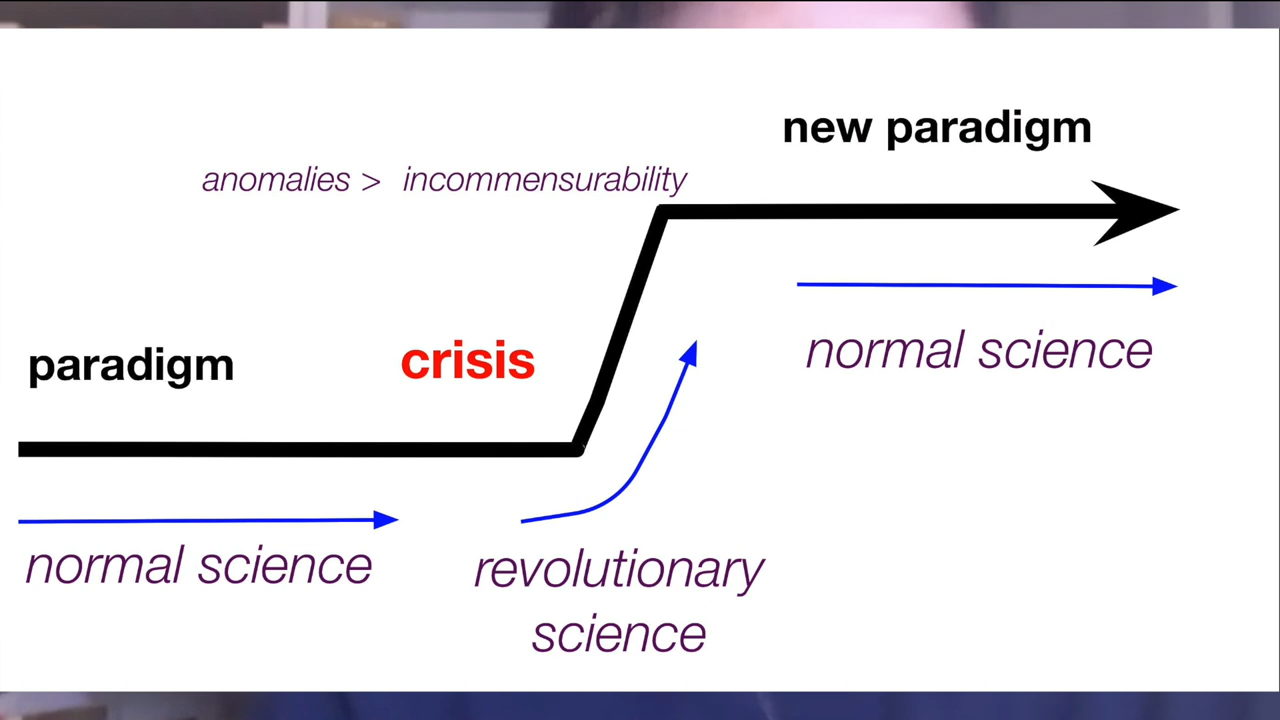 new paradigm
anomalies > incommensurability
paradigm
crisis
normal science
normal science
revolutionary
science